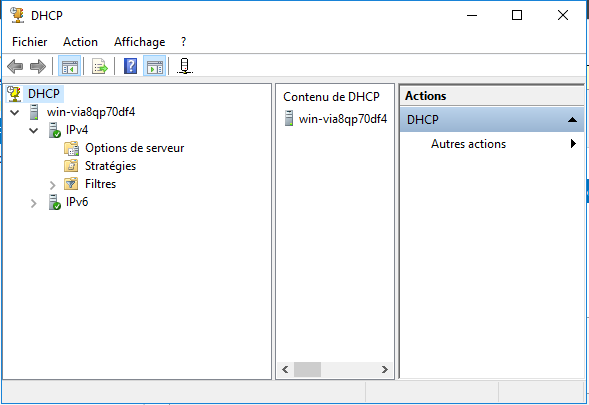 DHCP
Fichier Action Affichage ?
DHCP
win-via8qp70df4
IPv4
Options de serveur
Stratégies
Filtres
IPv6
Contenu de DHCP
win-via8qp70df4
Actions
DHCP
Autres actions